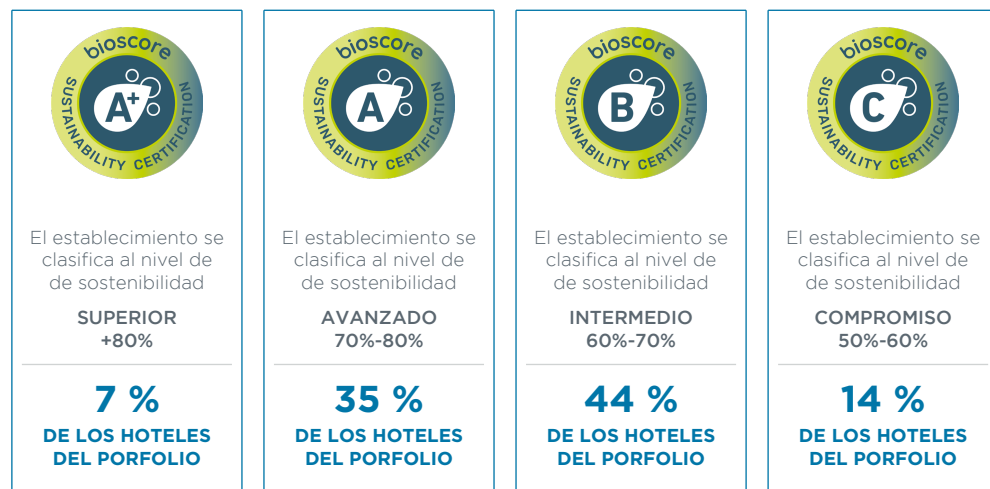 bioscore
A+
SUSTAINABILITY CERTIFICATION
El establecimiento se
clasifica al nivel de
de sostenibilidad
SUPERIOR
+80%
7 %
DE LOS HOTELES
DEL PORFOLIO
bioscore
A
SUSTAINABILITY CERTIFICATION
El establecimiento se
clasifica al nivel de
de sostenibilidad
AVANZADO
70%-80%
35 %
DE LOS HOTELES
DEL PORFOLIO
bioscore
B
SUSTAINABILITY CERTIFICATION
El establecimiento se
clasifica al nivel de
de sostenibilidad
INTERMEDIO
60%-70%
44 %
DE LOS HOTELES
DEL PORFOLIO
bioscore
C
SUSTAINABILITY CERTIFICATION
El establecimiento se
clasifica al nivel de
de sostenibilidad
COMPROMISO
50%-60%
14 %
DE LOS HOTELES
DEL PORFOLIO